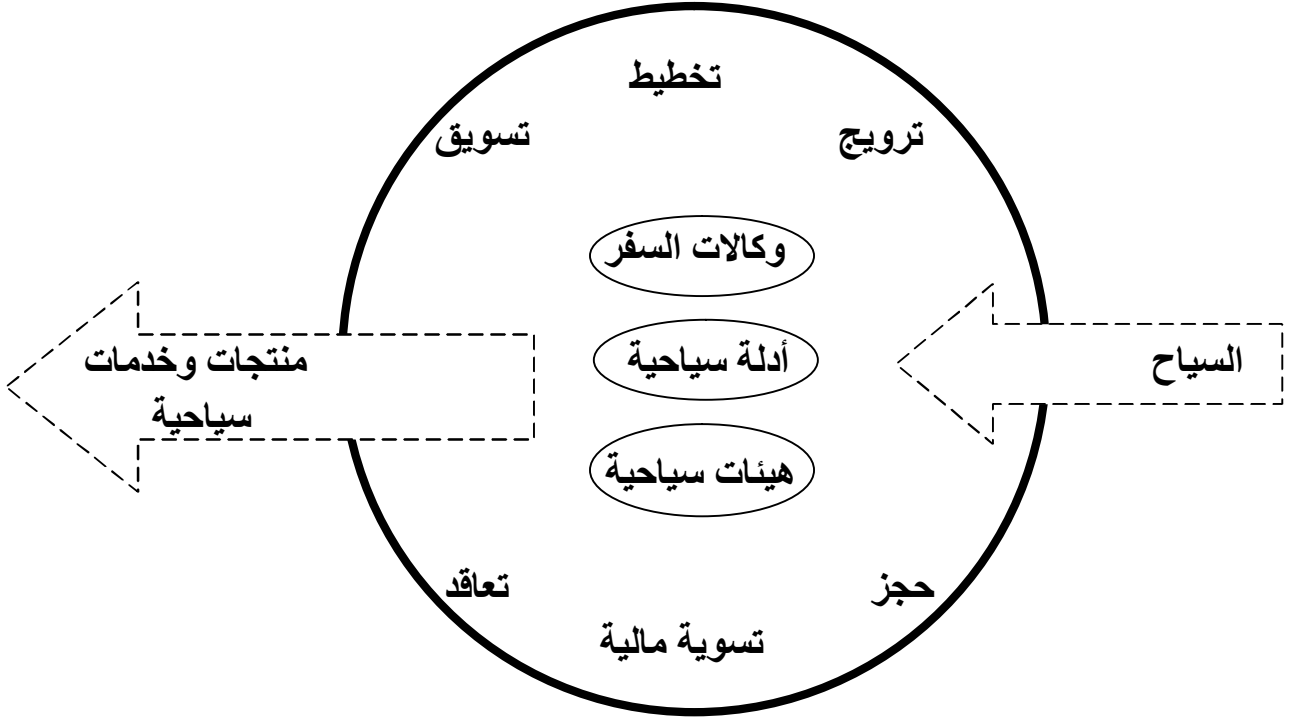 تخطيط
ترويج
تسويق
وكالات السفر
السياح
أدلة سياحية
منتجات وخدمات
سياحية
هيئات سياحية
حجز
تعاقد
تسوية مالية